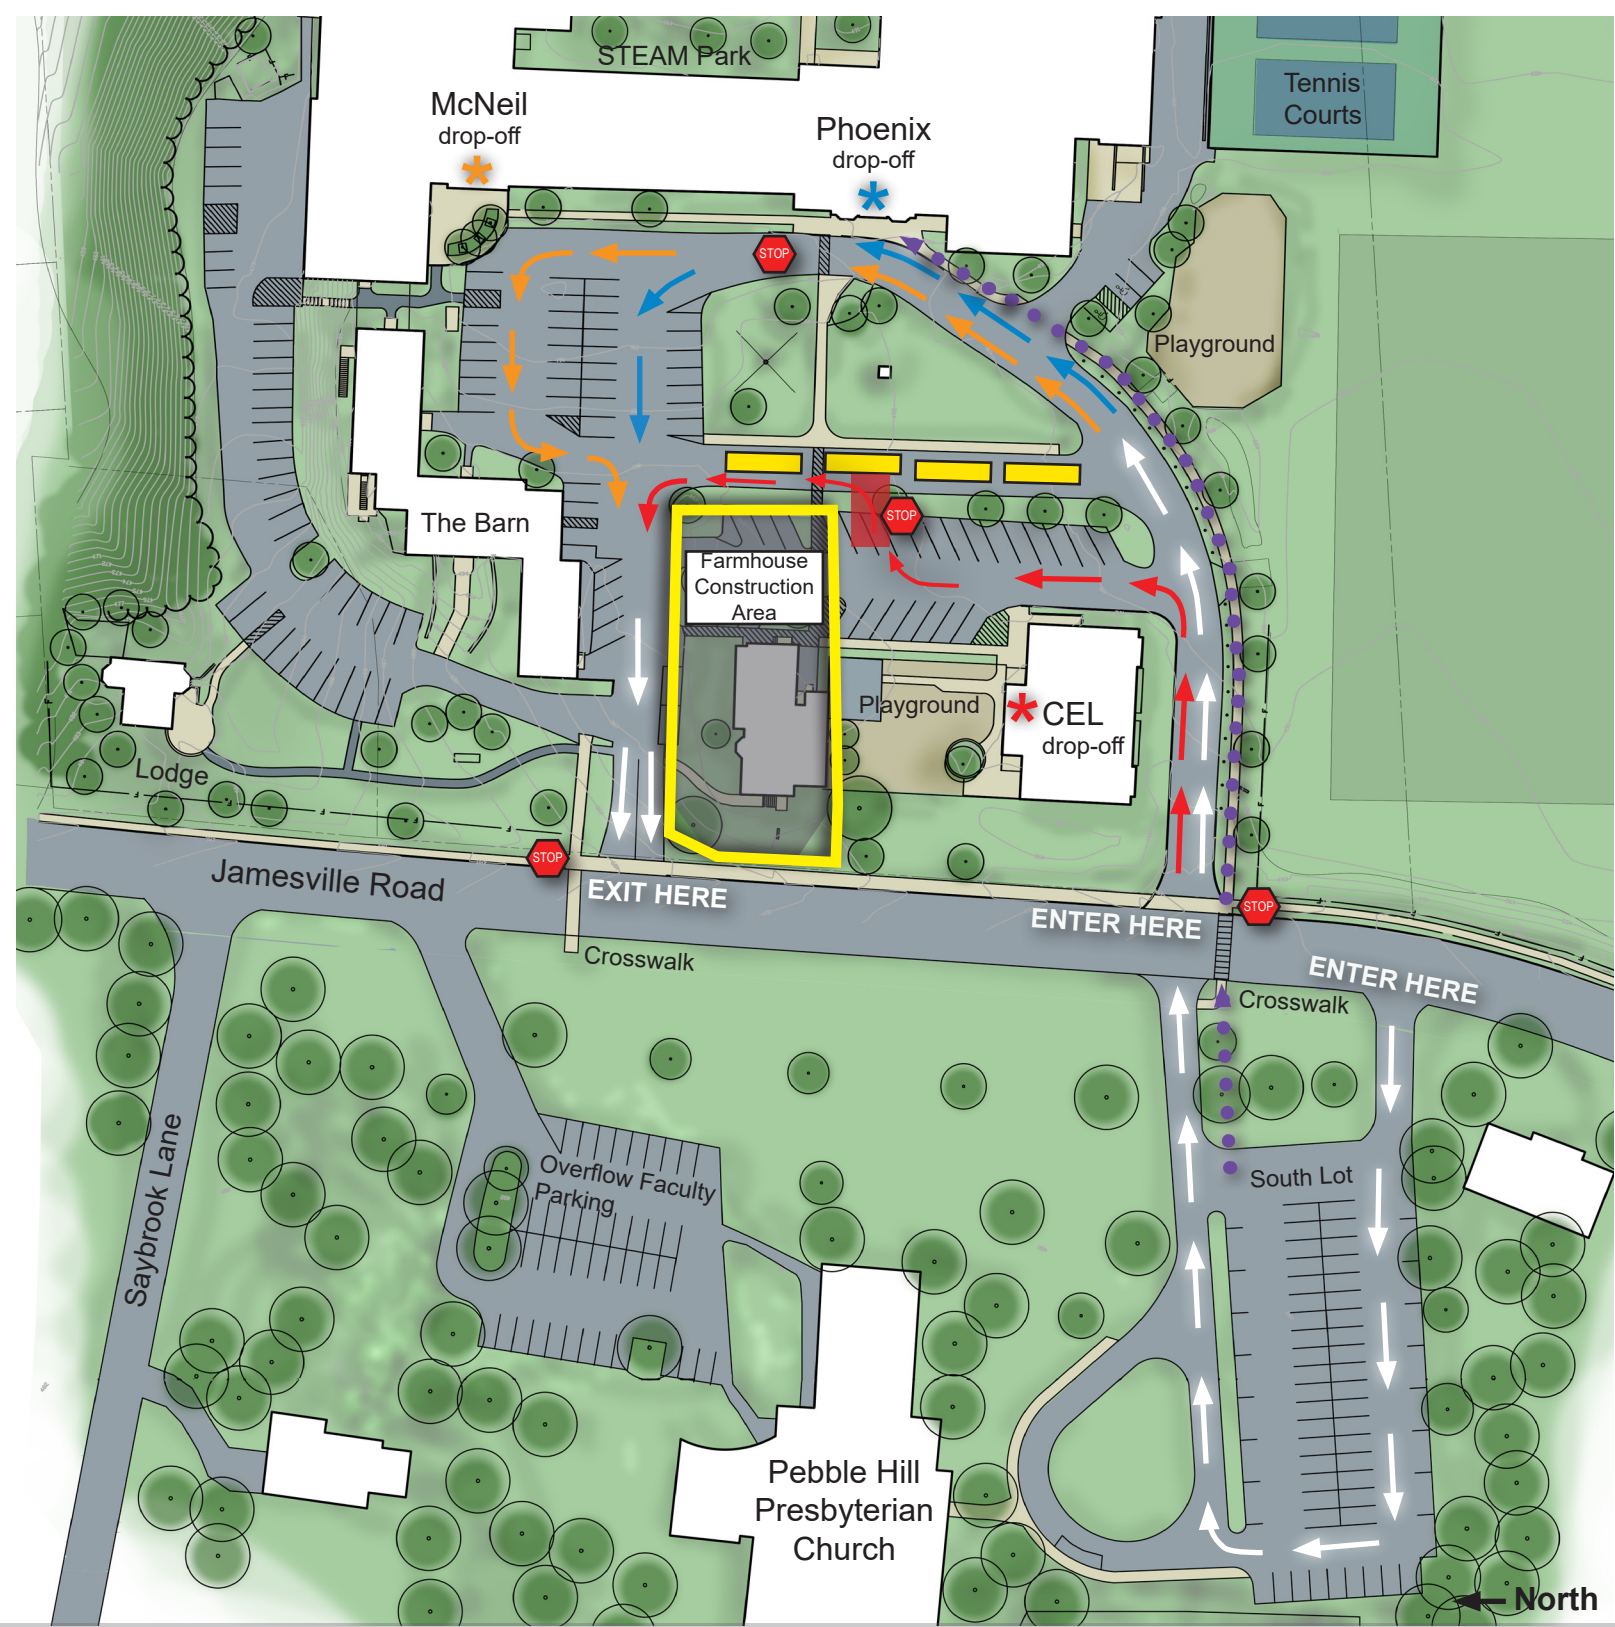 STEAM Park
McNeil
drop-off
Phoenix
drop-off
Tennis
Courts
STOP
Playground
The Barn
STOP
Farmhouse
Construction
Area
Playground
CEL
drop-off
Lodge
STOP
Jamesville Road
EXIT HERE
STOP
ENTER HERE
ENTER HERE
Crosswalk
Crosswalk
Saybrook Lane
Overflow Faculty
Parking
South Lot
Pebble Hill
Presbyterian
Church
North